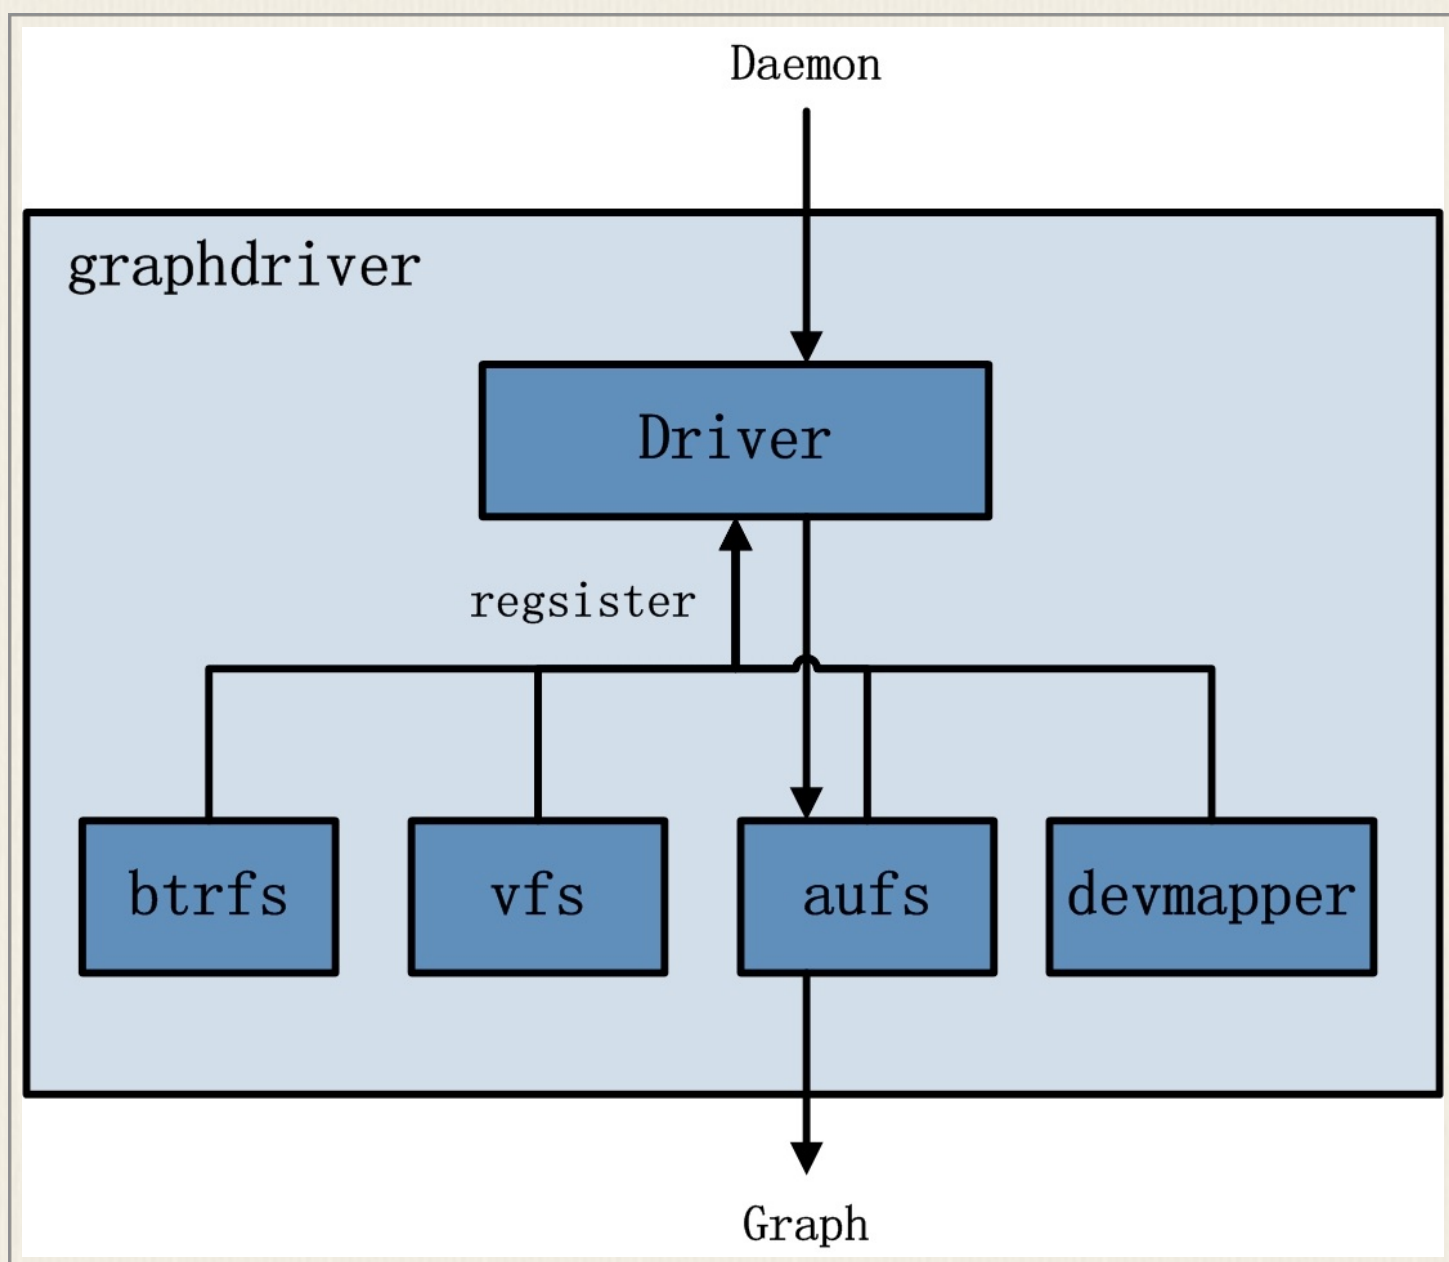 Daemon
graphdriver
Driver
regsister
btrfs
vfs
aufs
devmapper
Graph